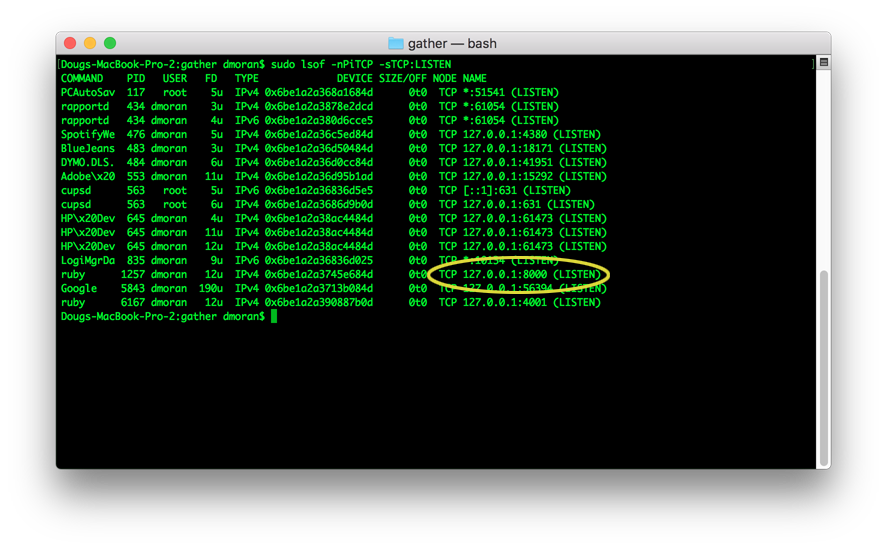 gather — bash
[Dougs-MacBook-Pro-2:gather dmoran$ sudo lsof -nPiTCP -sTCP:LISTEN ]
COMMAND PID USER FD TYPE DEVICE SIZE/OFF NODE NAME
PCAutoSav 117 root 5u IPv4 0x6be1a2a368a1684d 0t0 TCP *:51541 (LISTEN)
rapportd 434 dmoran 3u IPv4 0x6be1a2a3878e2dcd 0t0 TCP *:61054 (LISTEN)
rapportd 434 dmoran 4u IPv6 0x6be1a2a380d6cce5 0t0 TCP *:61054 (LISTEN)
SpotifyWe 476 dmoran 5u IPv4 0x6be1a2a36c5ed84d 0t0 TCP 127.0.0.1:4380 (LISTEN)
BlueJeans 483 dmoran 3u IPv4 0x6be1a2a36d50484d 0t0 TCP 127.0.0.1:18171 (LISTEN)
DYMO.DLS. 484 dmoran 6u IPv4 0x6be1a2a36d0cc84d 0t0 TCP 127.0.0.1:41951 (LISTEN)
Adobe\x20 553 dmoran 11u IPv4 0x6be1a2a36d95b1ad 0t0 TCP 127.0.0.1:15292 (LISTEN)
cupsd 563 root 5u IPv6 0x6be1a2a36836d5e5 0t0 TCP [::1]:631 (LISTEN)
cupsd 563 root 6u IPv4 0x6be1a2a3686d9b0d 0t0 TCP 127.0.0.1:631 (LISTEN)
HP\x20Dev 645 dmoran 4u IPv4 0x6be1a2a38ac4484d 0t0 TCP 127.0.0.1:61473 (LISTEN)
HP\x20Dev 645 dmoran 11u IPv4 0x6be1a2a38ac4484d 0t0 TCP 127.0.0.1:61473 (LISTEN)
HP\x20Dev 645 dmoran 12u IPv4 0x6be1a2a38ac4484d 0t0 TCP 127.0.0.1:61473 (LISTEN)
LogiMgrDa 835 dmoran 9u IPv6 0x6be1a2a36836d025 0t0 TCP *:10134 (LISTEN)
ruby 1257 dmoran 12u IPv4 0x6be1a2a3745e684d 0t0 TCP 127.0.0.1:8000 (LISTEN)
Google 5843 dmoran 190u IPv4 0x6be1a2a3713b084d 0t0 TCP 127.0.0.1:56394 (LISTEN)
ruby 6167 dmoran 12u IPv4 0x6be1a2a390887b0d 0t0 TCP 127.0.0.1:4001 (LISTEN)
Dougs-MacBook-Pro-2:gather dmoran$